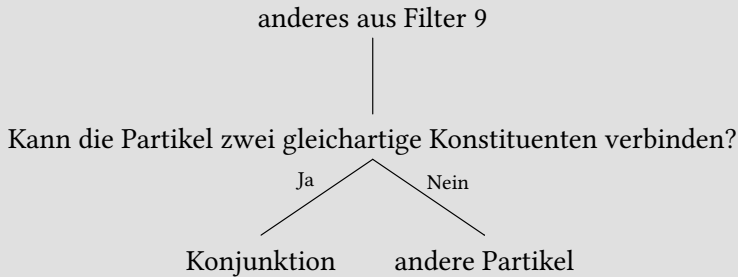 anderes aus Filter 9
Kann die Partikel zwei gleichartige Konstituenten verbinden?
Ja Nein
Konjunktion andere Partikel